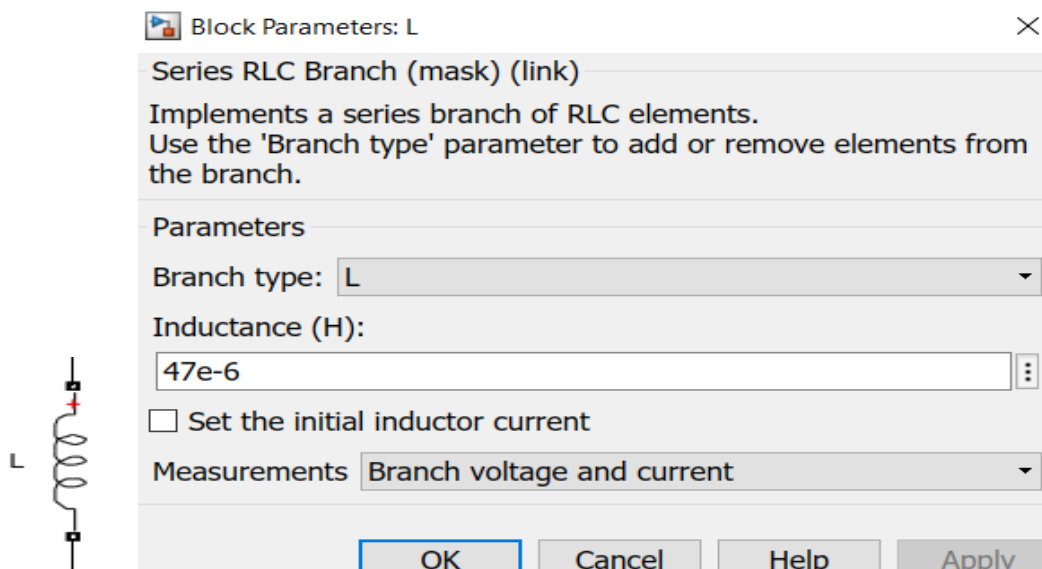 Block Parameters: L
Series RLC Branch (mask) (link)
Implements a series branch of RLC elements.
Use the 'Branch type' parameter to add or remove elements from
the branch.
Parameters
Branch type: L
Inductance (H):
47e-6
Set the initial inductor current
L
Measurements Branch voltage and current
OK Cancel Help Apply